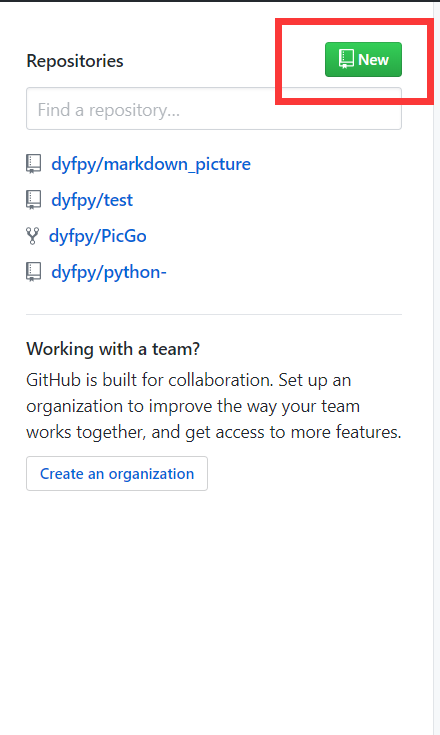 Repositories
New
Find a repository...
dyfpy/markdown_picture
dyfpy/test
dyfpy/PicGo
dyfpy/python-
Working with a team?
GitHub is built for collaboration. Set up an
organization to improve the way your team
works together, and get access to more features.
Create an organization